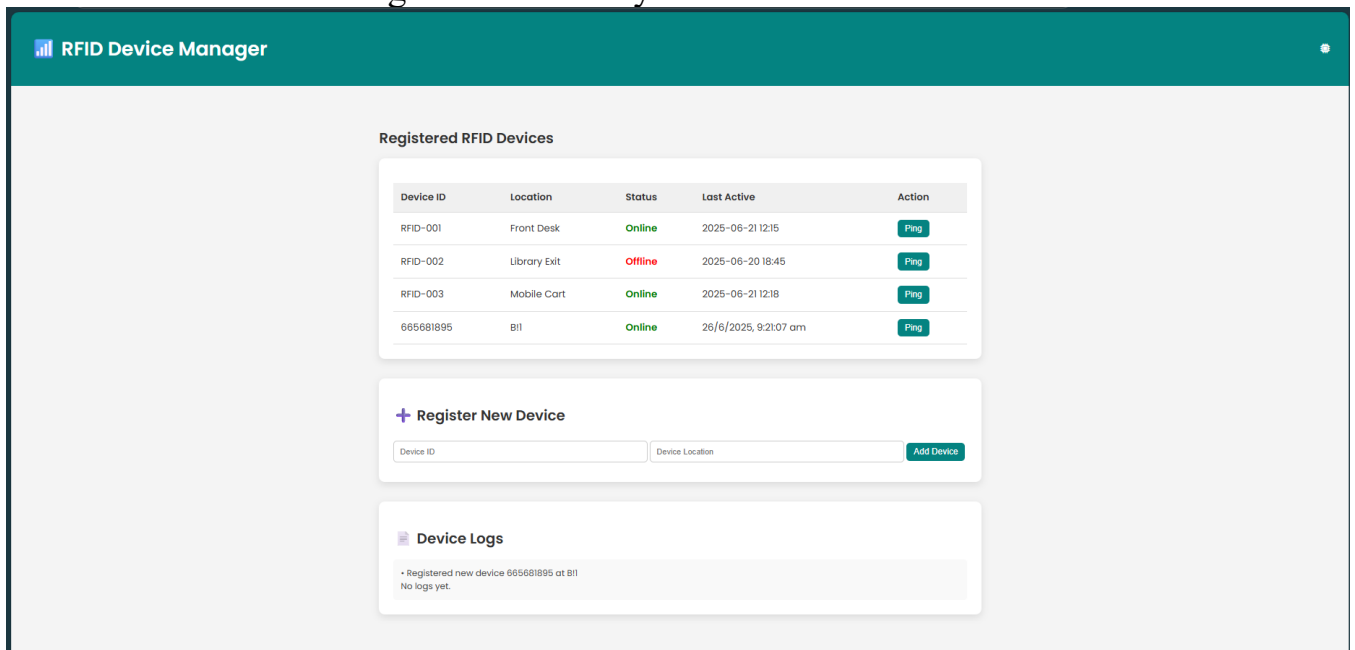 RFID Device Manager
Registered RFID Devices
Device ID Location Status Last Active Action
RFID-001 Front Desk Online 2025-06-21 12:15 Ping
RFID-002 Library Exit Offline 2025-06-20 18:45 Ping
RFID-003 Mobile Cart Online 2025-06-21 12:18 Ping
665681895 B!1 Online 26/6/2025, 9:21:07 am Ping
Register New Device
Device ID Device Location Add Device
Device Logs
• Registered new device 665681895 at B!1
No logs yet.